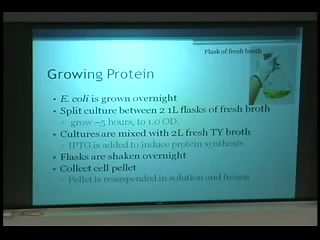 Flask of fresh broth
Growing Protein
• E. coli is grown overnight
• Split culture between 2 1L flasks of fresh broth
▫ grow ~5 hours, to 1.0 OD.
• Cultures are mixed with 2L fresh TY broth
▫ IPTG is added to induce protein synthesis
• Flasks are shaken overnight
• Collect cell pellet
▫ Pellet is resuspended in solution and frozen